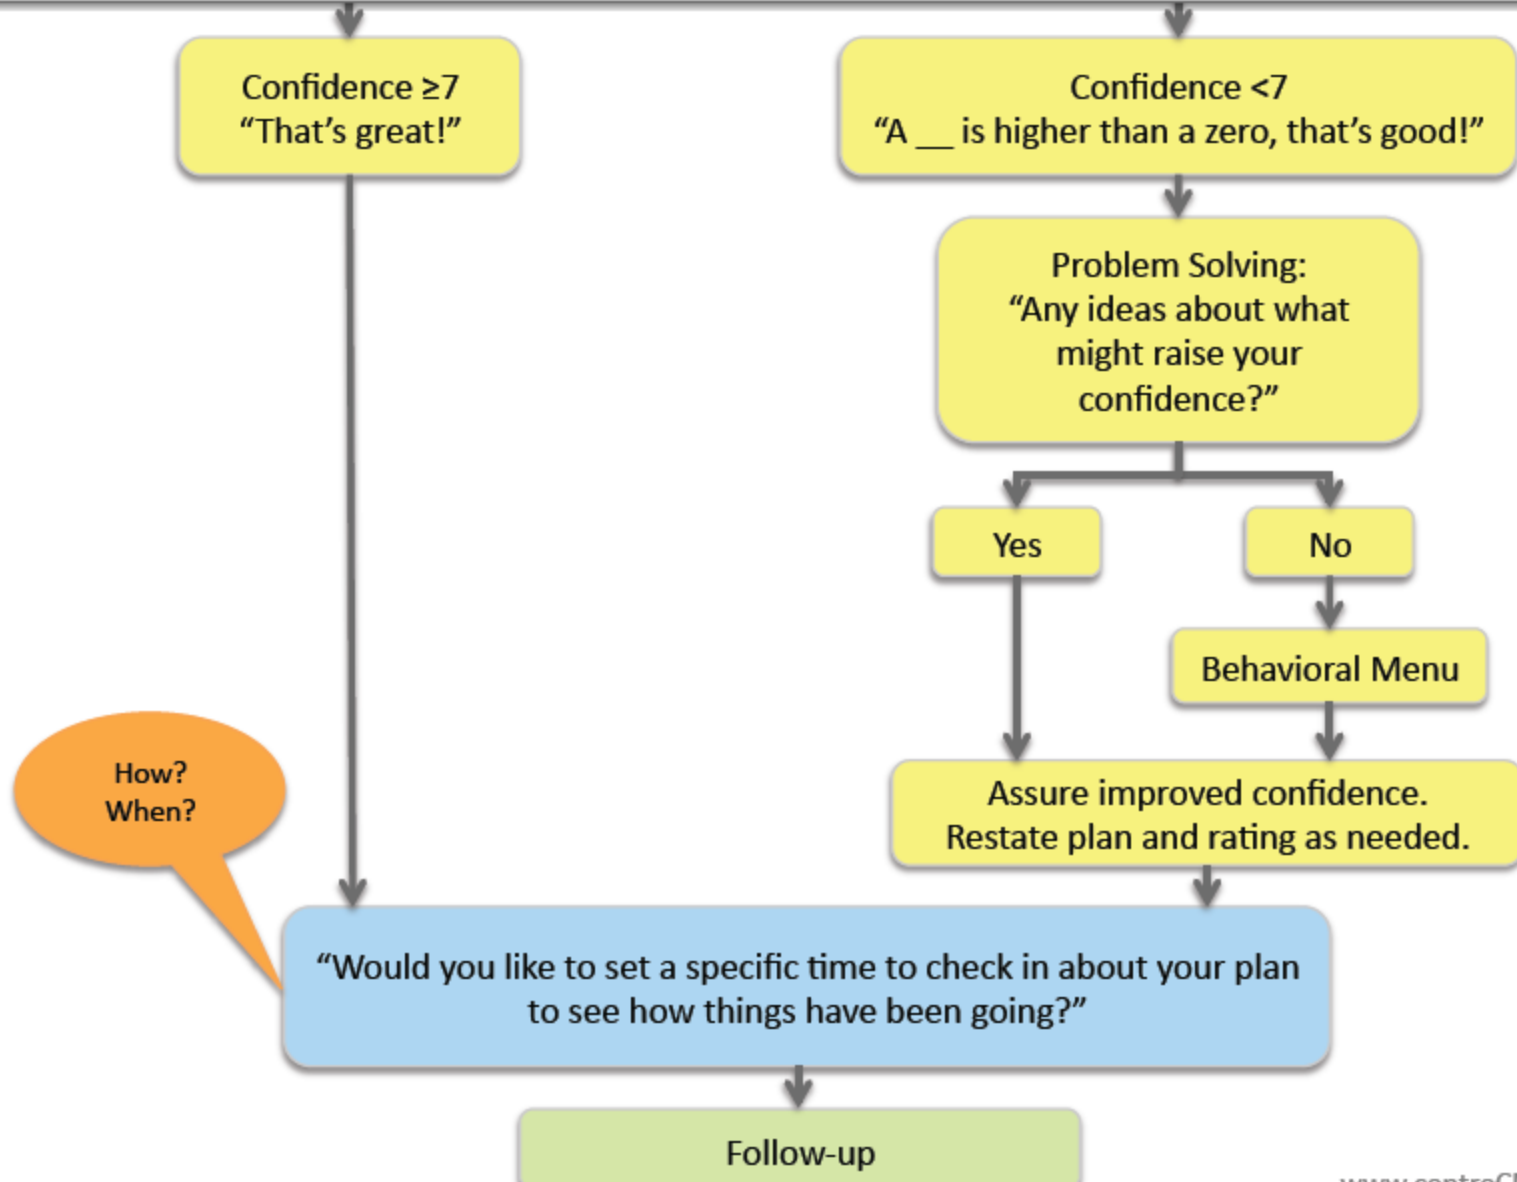 Confidence ≥7
“That’s great!”
Confidence <7
“A __ is higher than a zero, that’s good!”
Problem Solving:
“Any ideas about what
might raise your
confidence?”
Yes
No
Behavioral Menu
How?
When?
Assure improved confidence.
Restate plan and rating as needed.
“Would you like to set a specific time to check in about your plan
to see how things have been going?”
Follow-up